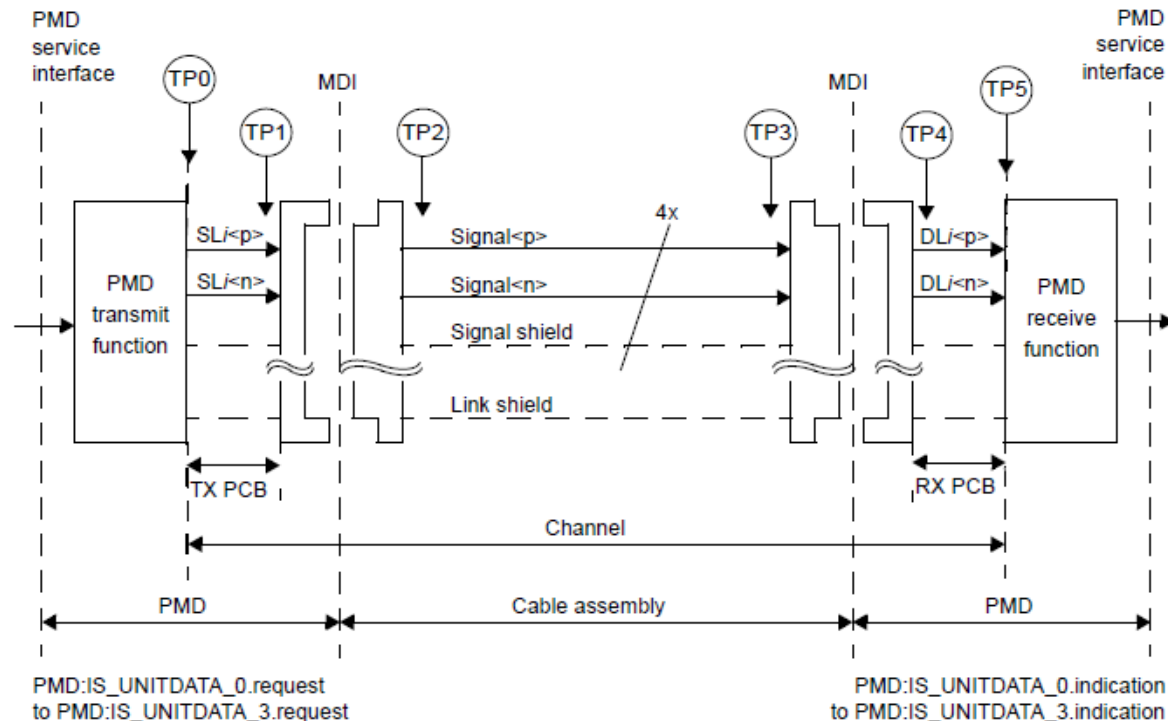 PMD
service
interface
PMD
service
interface
TP0
MDI
MDI
TP5
TP1
TP2
TP3
TP4
4x
SLi<p>
Signal<p>
DLi<p>
SLi<n>
Signal<n>
DLi<n>
PMD
transmit
function
PMD
receive
function
Signal shield
Link shield
TX PCB
RX PCB
Channel
PMD
Cable assembly
PMD
PMD:IS_UNITDATA_0.request
to PMD:IS_UNITDATA_3.request
PMD:IS_UNITDATA_0.indication
to PMD:IS_UNITDATA_3.indication